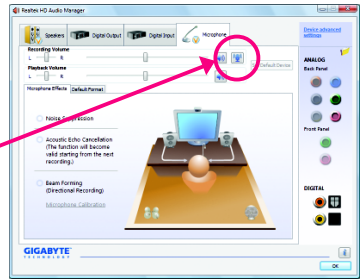 Realtek HD Audio Manager
Speakers
Digital Output
Digital Input
Microphone
Device advanced
settings
Recording Volume
L
R
Set Default Device
Playback Volume
L
R
ANALOG
Back Panel
Microphone Effects
Default Format
Noise Suppression
Acoustic Echo Cancellation
(The function will become
valid starting from the next
recording.)
Front Panel
Beam Forming
(Directional Recording)
Microphone Calibration
DIGITAL
GIGABYTE
TECHNOLOGY
OK